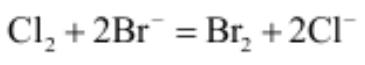 Cl₂ + 2Br⁻ = Br₂ + 2Cl⁻